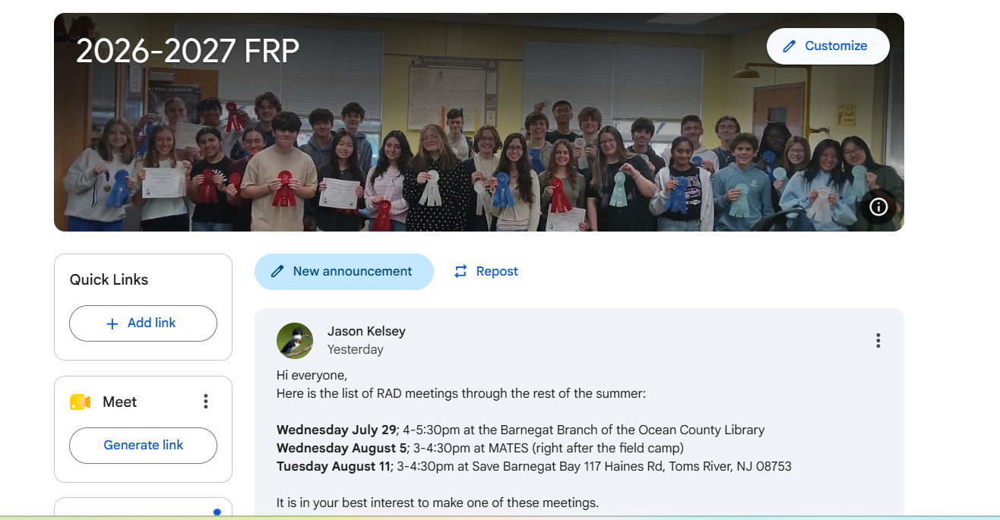 2026-2027 FRP
Customize
Quick Links
Add link
Meet
Generate link
New announcement
Repost
Jason Kelsey
Yesterday
Hi everyone,
Here is the list of RAD meetings through the rest of the summer:
Wednesday July 29; 4-5:30pm at the Barnegat Branch of the Ocean County Library
Wednesday August 5; 3-4:30pm at MATES (right after the field camp)
Tuesday August 11; 3-4:30pm at Save Barnegat Bay 117 Haines Rd, Toms River, NJ 08753
It is in your best interest to make one of these meetings.